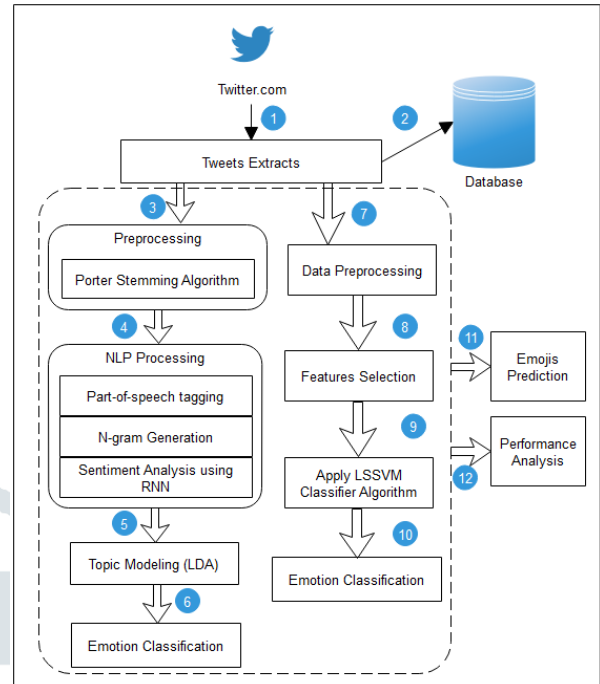 Twitter.com
1
2
Tweets Extracts
Database
3
7
Preprocessing
Porter Stemming Algorithm
Data Preprocessing
4
8
11
NLP Processing
Part-of-speech tagging
N-gram Generation
Sentiment Analysis using
RNN
Features Selection
Emojis
Prediction
9
Performance
Analysis
12
Apply LSSVM
Classifier Algorithm
5
10
Topic Modeling (LDA)
Emotion Classification
6
Emotion Classification